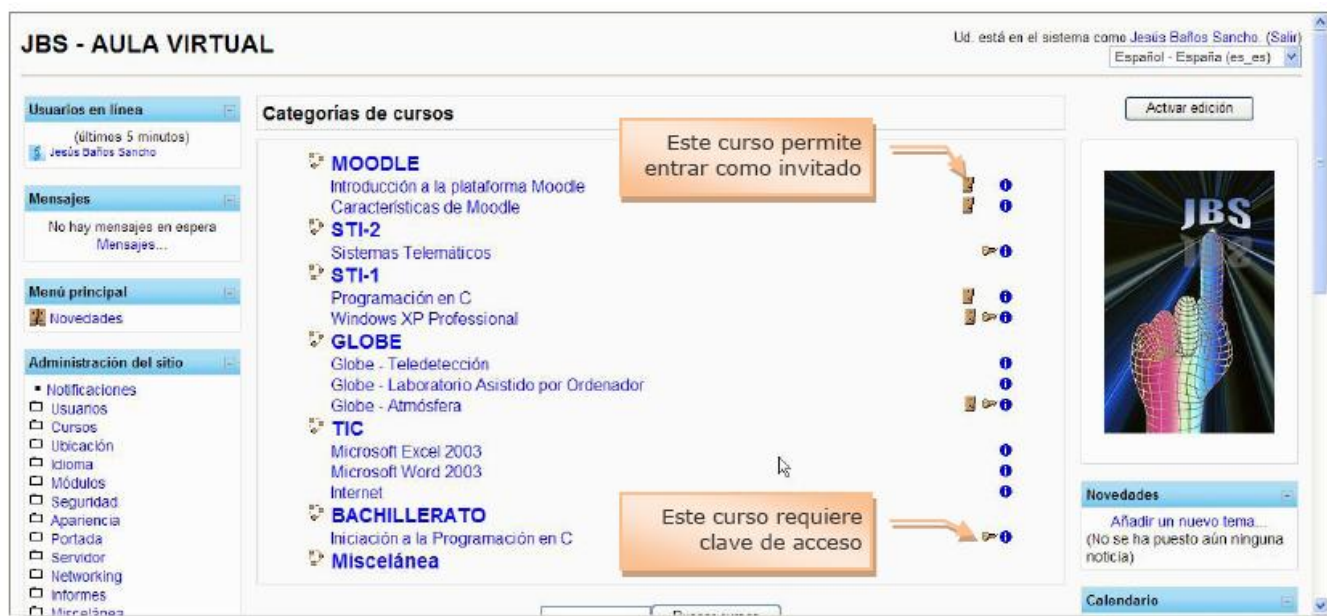 JBS - AULA VIRTUAL
Ud. está en el sistema como Jesús Baños Sancho. (Salir)
Español - España (es_es)
Usuarios en línea
(últimos 5 minutos)
Jesús Baños Sancho
Mensajes
No hay mensajes en espera
Mensajes...
Menú principal
Novedades
Administración del sitio
Notificaciones
Usuarios
Cursos
Ubicación
Idioma
Módulos
Seguridad
Apariencia
Portada
Servidor
Networking
Informes
Miscelánea
Categorías de cursos
MOODLE
Introducción a la plataforma Moodle
Características de Moodle
STI-2
Sistemas Telemáticos
STI-1
Programación en C
Windows XP Professional
GLOBE
Globe - Teledetección
Globe - Laboratorio Asistido por Ordenador
Globe - Atmósfera
TIC
Microsoft Excel 2003
Microsoft Word 2003
Internet
BACHILLERATO
Iniciación a la Programación en C
Miscelánea
Este curso permite
entrar como invitado
Este curso requiere
clave de acceso
Buscar cursos
Activar edición
JBS
Novedades
Añadir un nuevo tema...
(No se ha puesto aún ninguna
noticia)
Calendario